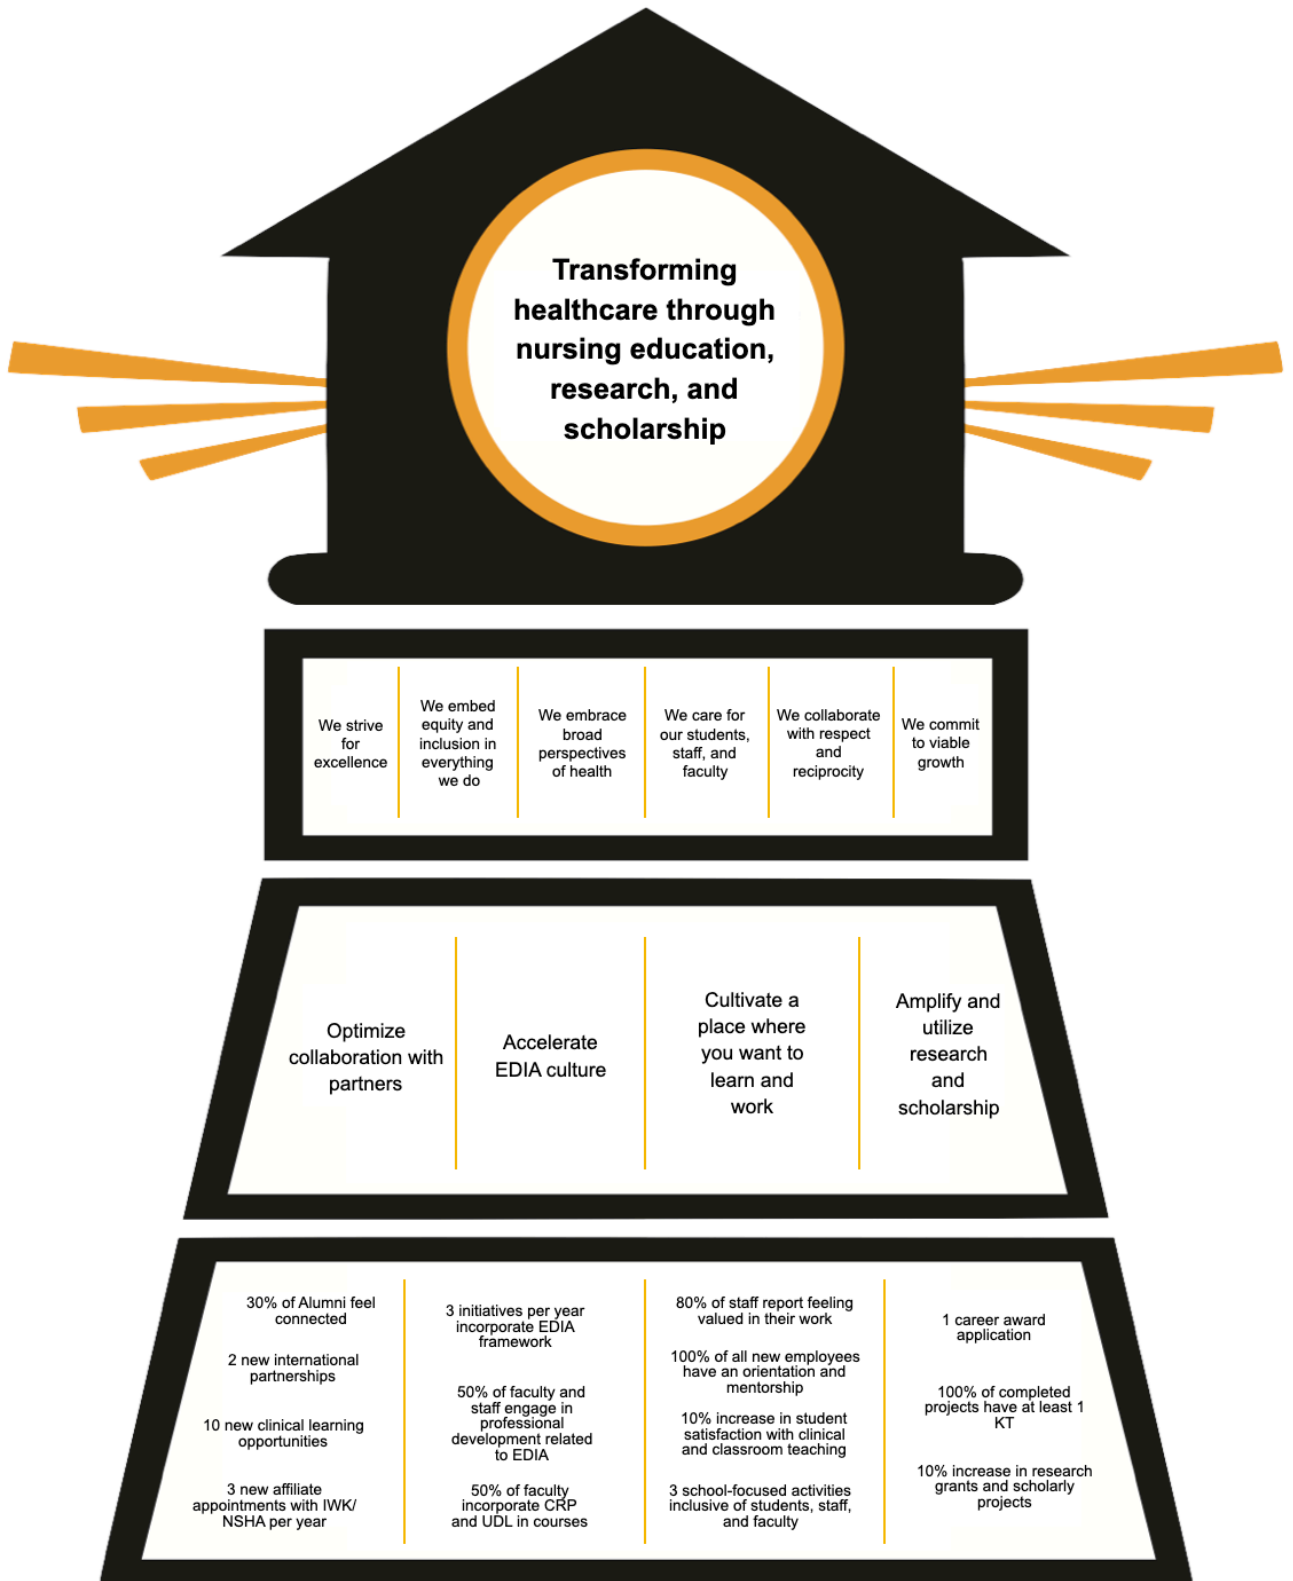 Transforming
healthcare through
nursing education,
research, and
scholarship
We strive
for
excellence
We embed
equity and
inclusion in
everything
we do
We embrace
broad
perspectives
of health
We care for
our students,
staff, and
faculty
We collaborate
with respect
and
reciprocity
We commit
to viable
growth
Optimize
collaboration with
partners
Accelerate
EDIA culture
Cultivate a
place where
you want to
learn and
work
Amplify and
utilize
research
and
scholarship
30% of Alumni feel
connected
2 new international
partnerships
10 new clinical learning
opportunities
3 new affiliate
appointments with IWK/
NSHA per year
3 initiatives per year
incorporate EDIA
framework
50% of faculty and
staff engage in
professional
development related
to EDIA
50% of faculty
incorporate CRP
and UDL in courses
80% of staff report feeling
valued in their work
100% of all new employees
have an orientation and
mentorship
10% increase in student
satisfaction with clinical
and classroom teaching
3 school-focused activities
inclusive of students, staff,
and faculty
1 career award
application
100% of completed
projects have at least 1
KT
10% increase in research
grants and scholarly
projects